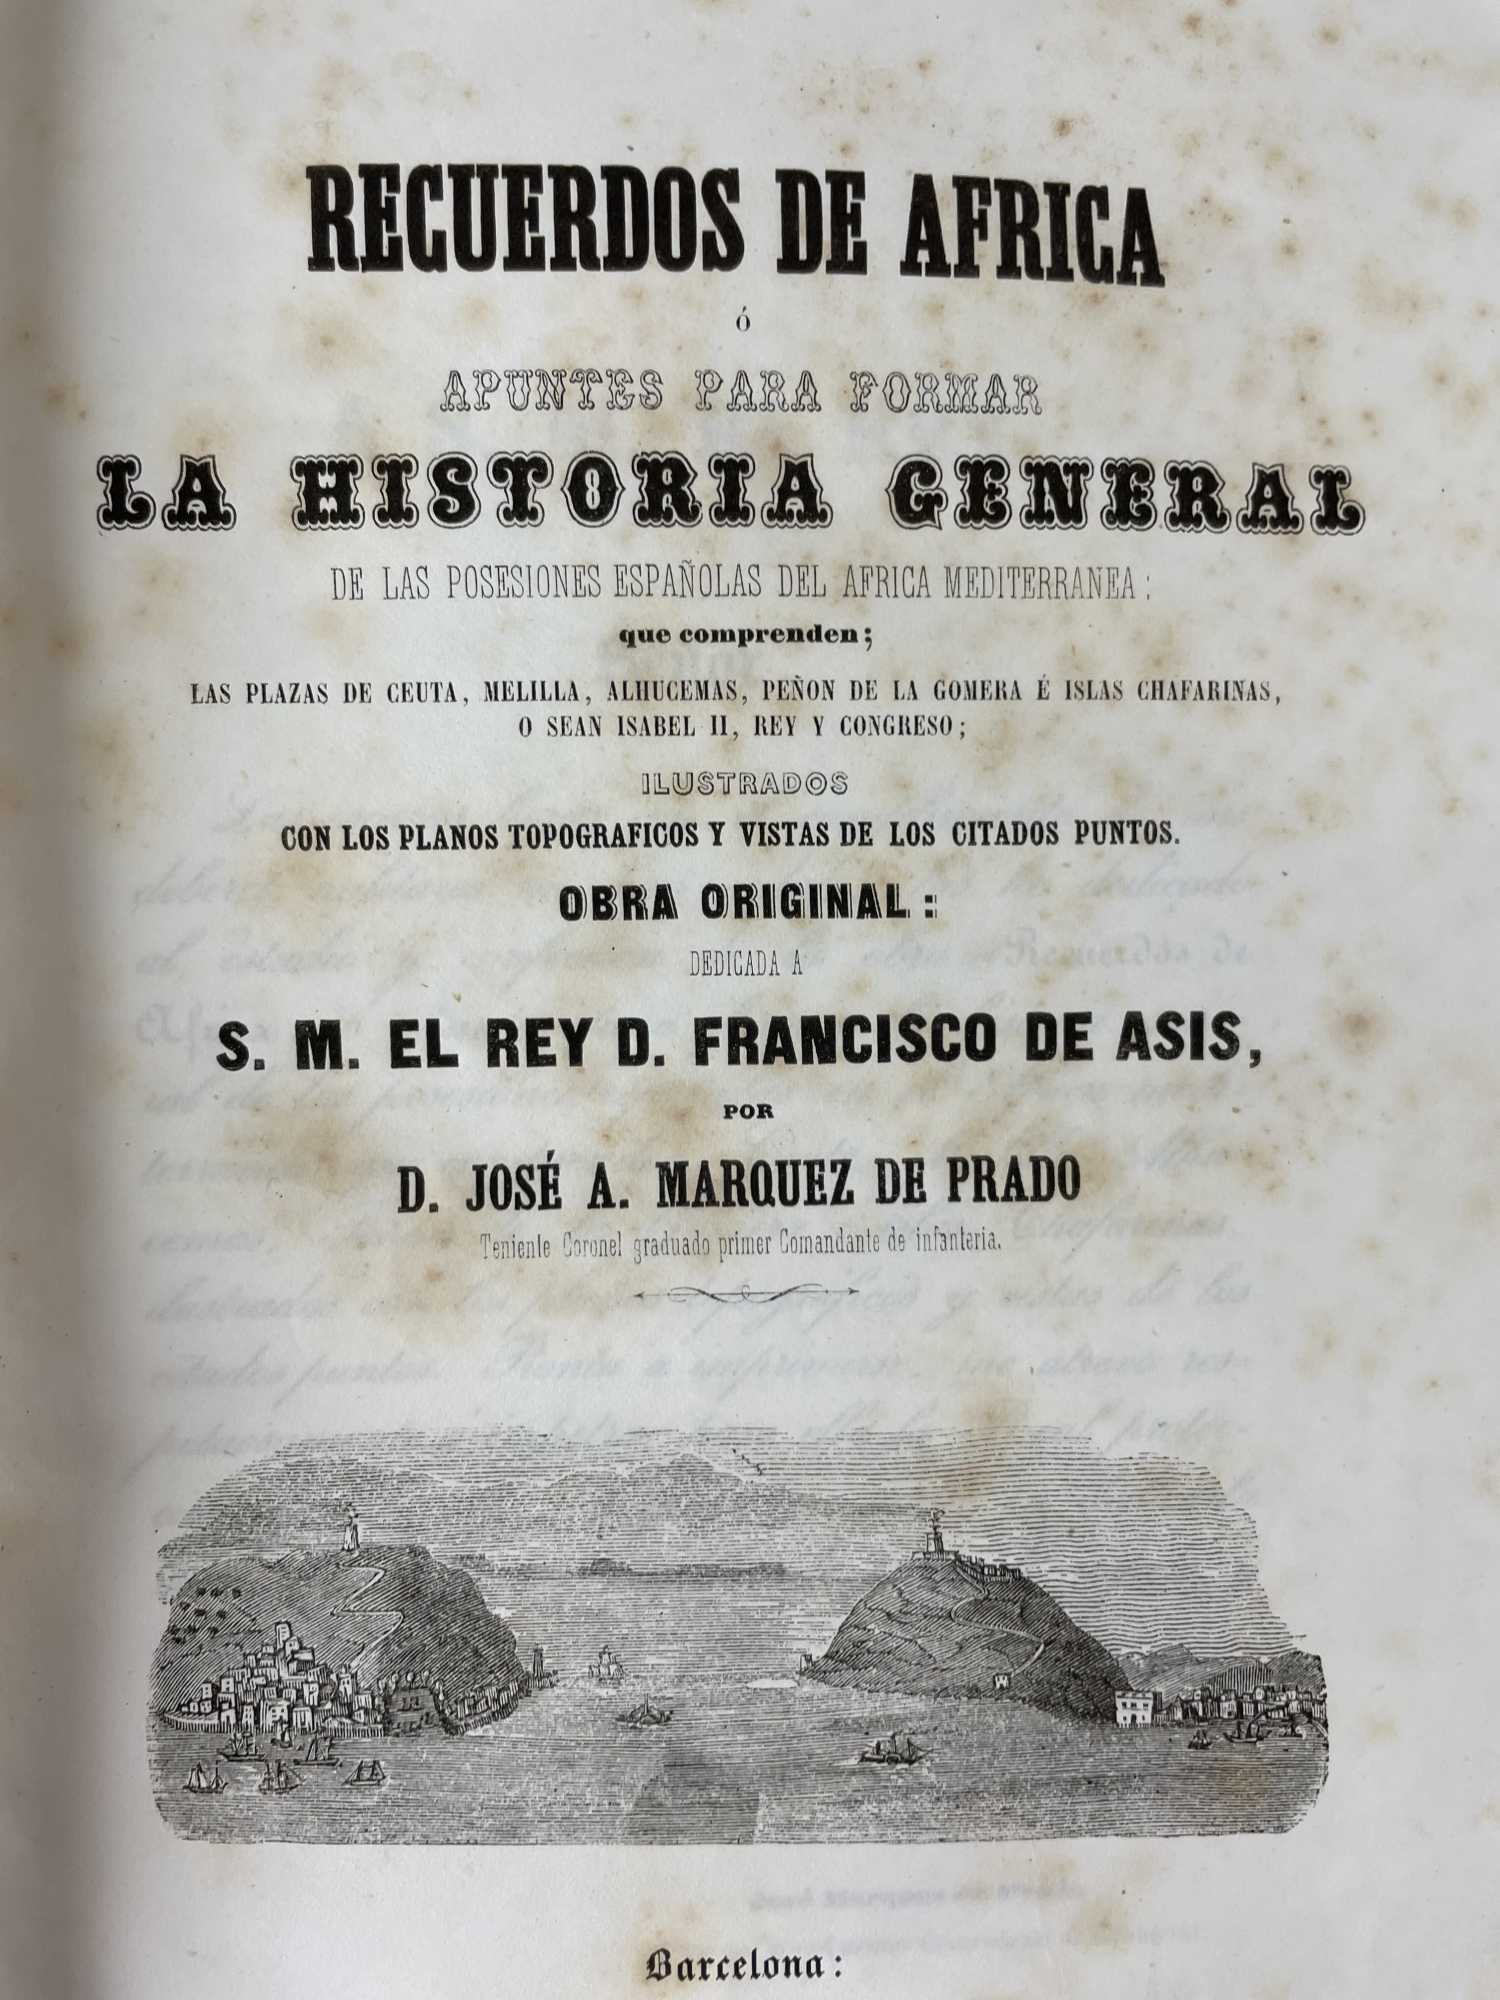 RECUERDOS DE AFRICA
ó
APUNTES PARA FORMAR
LA HISTORIA GENERAL
DE LAS POSESIONES ESPAÑOLAS DEL AFRICA MEDITERRANEA:
que comprenden;
LAS PLAZAS DE CEUTA, MELILLA, ALHUCEMAS, PEÑON DE LA GOMERA É ISLAS CHAFARINAS,
O SEAN ISABEL II, REY Y CONGRESO;
ILUSTRADOS
CON LOS PLANOS TOPOGRAFICOS Y VISTAS DE LOS CITADOS PUNTOS.
OBRA ORIGINAL:
DEDICADA A
S. M. EL REY D. FRANCISCO DE ASIS,
POR
D. JOSÉ A. MARQUEZ DE PRADO
Teniente Coronel graduado primer Comandante de infanteria.
Barcelona: